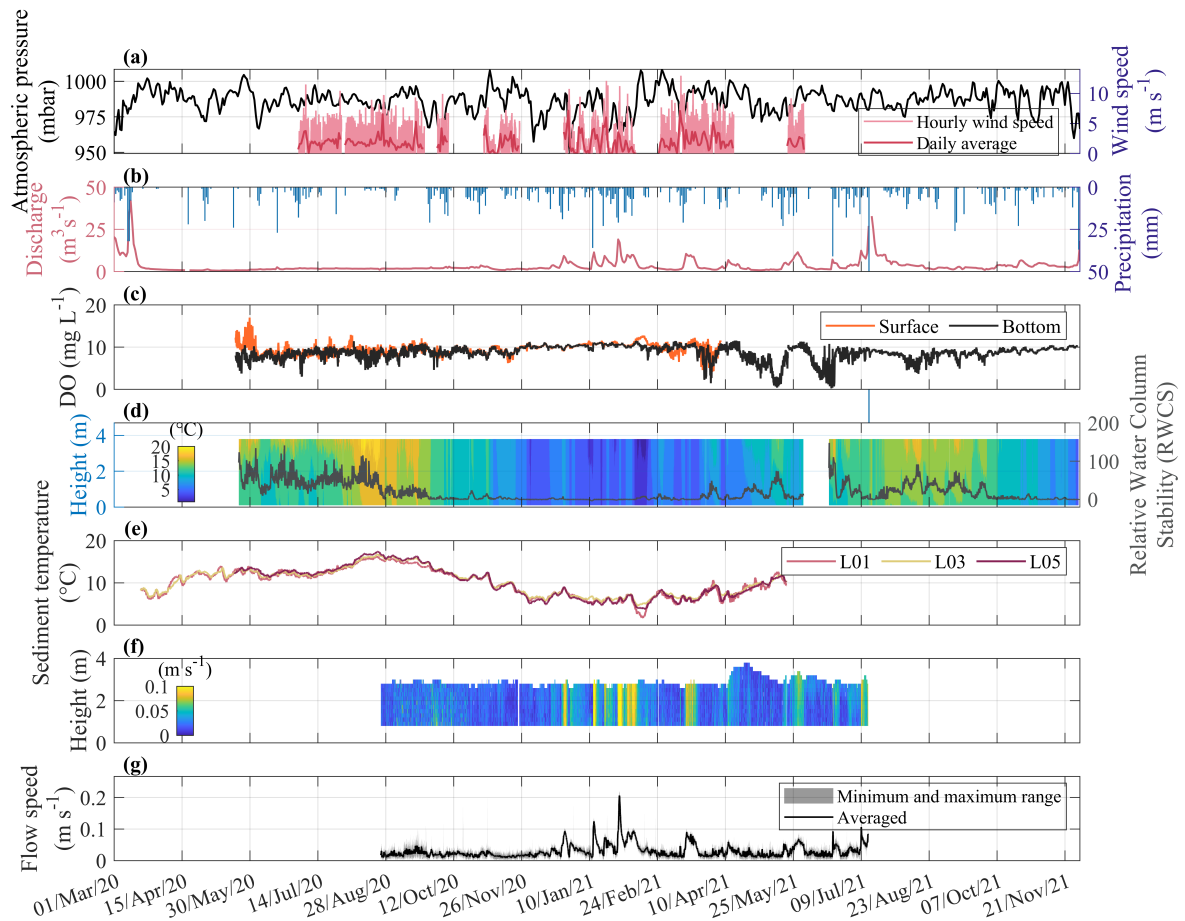 (a)
Atmospheric pressure
(mbar)
1000
975
950
10
5
0
Wind speed
(m s⁻¹)
Hourly wind speed
Daily average
(b)
Discharge
(m³ s⁻¹)
50
25
0
0
25
50
Precipitation
(mm)
(c)
DO (mg L⁻¹)
20
10
0
Surface
Bottom
(d)
Height (m)
4
2
0
(°C)
20
15
10
5
200
100
0
Relative Water Column
Stability (RWCS)
(e)
Sediment temperature
(°C)
20
10
0
L01
L03
L05
(f)
Height (m)
4
2
0
(m s⁻¹)
0.1
0.05
0
(g)
Flow speed
(m s⁻¹)
0.2
0.1
0
Minimum and maximum range
Averaged
01/Mar/20
15/Apr/20
30/May/20
14/Jul/20
28/Aug/20
12/Oct/20
26/Nov/20
10/Jan/21
24/Feb/21
10/Apr/21
25/May/21
09/Jul/21
23/Aug/21
07/Oct/21
21/Nov/21